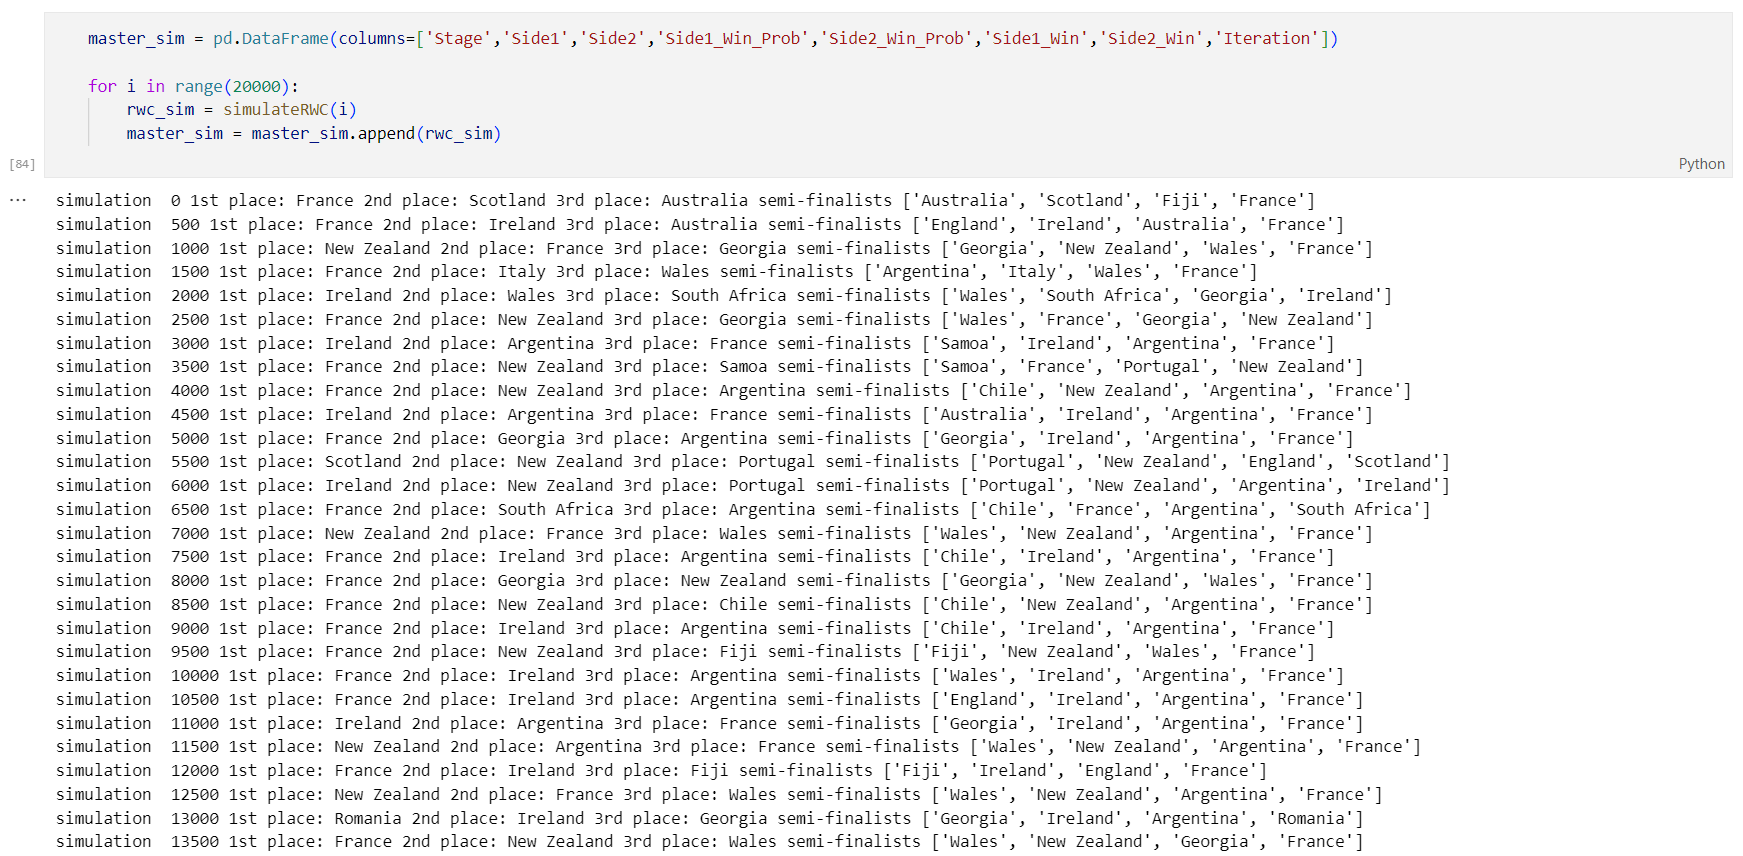 master_sim = pd.DataFrame(columns=['Stage','Side1','Side2','Side1_Win_Prob','Side2_Win_Prob','Side1_Win','Side2_Win','Iteration'])
for i in range(20000):
rwc_sim = simulateRWC(i)
master_sim = master_sim.append(rwc_sim)
[84]
Python
...
simulation  0 1st place: France 2nd place: Scotland 3rd place: Australia semi-finalists ['Australia', 'Scotland', 'Fiji', 'France']
simulation  500 1st place: France 2nd place: Ireland 3rd place: Australia semi-finalists ['England', 'Ireland', 'Australia', 'France']
simulation  1000 1st place: New Zealand 2nd place: France 3rd place: Georgia semi-finalists ['Georgia', 'New Zealand', 'Wales', 'France']
simulation  1500 1st place: France 2nd place: Italy 3rd place: Wales semi-finalists ['Argentina', 'Italy', 'Wales', 'France']
simulation  2000 1st place: Ireland 2nd place: Wales 3rd place: South Africa semi-finalists ['Wales', 'South Africa', 'Georgia', 'Ireland']
simulation  2500 1st place: France 2nd place: New Zealand 3rd place: Georgia semi-finalists ['Wales', 'France', 'Georgia', 'New Zealand']
simulation  3000 1st place: Ireland 2nd place: Argentina 3rd place: France semi-finalists ['Samoa', 'Ireland', 'Argentina', 'France']
simulation  3500 1st place: France 2nd place: New Zealand 3rd place: Samoa semi-finalists ['Samoa', 'France', 'Portugal', 'New Zealand']
simulation  4000 1st place: France 2nd place: New Zealand 3rd place: Argentina semi-finalists ['Chile', 'New Zealand', 'Argentina', 'France']
simulation  4500 1st place: Ireland 2nd place: Argentina 3rd place: France semi-finalists ['Australia', 'Ireland', 'Argentina', 'France']
simulation  5000 1st place: France 2nd place: Georgia 3rd place: Argentina semi-finalists ['Georgia', 'Ireland', 'Argentina', 'France']
simulation  5500 1st place: Scotland 2nd place: New Zealand 3rd place: Portugal semi-finalists ['Portugal', 'New Zealand', 'England', 'Scotland']
simulation  6000 1st place: Ireland 2nd place: New Zealand 3rd place: Portugal semi-finalists ['Portugal', 'New Zealand', 'Argentina', 'Ireland']
simulation  6500 1st place: France 2nd place: South Africa 3rd place: Argentina semi-finalists ['Chile', 'France', 'Argentina', 'South Africa']
simulation  7000 1st place: New Zealand 2nd place: France 3rd place: Wales semi-finalists ['Wales', 'New Zealand', 'Argentina', 'France']
simulation  7500 1st place: France 2nd place: Ireland 3rd place: Argentina semi-finalists ['Chile', 'Ireland', 'Argentina', 'France']
simulation  8000 1st place: France 2nd place: Georgia 3rd place: New Zealand semi-finalists ['Georgia', 'New Zealand', 'Wales', 'France']
simulation  8500 1st place: France 2nd place: New Zealand 3rd place: Chile semi-finalists ['Chile', 'New Zealand', 'Argentina', 'France']
simulation  9000 1st place: France 2nd place: Ireland 3rd place: Argentina semi-finalists ['Chile', 'Ireland', 'Argentina', 'France']
simulation  9500 1st place: France 2nd place: New Zealand 3rd place: Fiji semi-finalists ['Fiji', 'New Zealand', 'Wales', 'France']
simulation  10000 1st place: France 2nd place: Ireland 3rd place: Argentina semi-finalists ['Wales', 'Ireland', 'Argentina', 'France']
simulation  10500 1st place: France 2nd place: Ireland 3rd place: Argentina semi-finalists ['England', 'Ireland', 'Argentina', 'France']
simulation  11000 1st place: Ireland 2nd place: Argentina 3rd place: France semi-finalists ['Georgia', 'Ireland', 'Argentina', 'France']
simulation  11500 1st place: New Zealand 2nd place: Argentina 3rd place: France semi-finalists ['Wales', 'New Zealand', 'Argentina', 'France']
simulation  12000 1st place: France 2nd place: Ireland 3rd place: Fiji semi-finalists ['Fiji', 'Ireland', 'England', 'France']
simulation  12500 1st place: New Zealand 2nd place: France 3rd place: Wales semi-finalists ['Wales', 'New Zealand', 'Argentina', 'France']
simulation  13000 1st place: Romania 2nd place: Ireland 3rd place: Georgia semi-finalists ['Georgia', 'Ireland', 'Argentina', 'Romania']
simulation  13500 1st place: France 2nd place: New Zealand 3rd place: Wales semi-finalists ['Wales', 'New Zealand', 'Georgia', 'France']